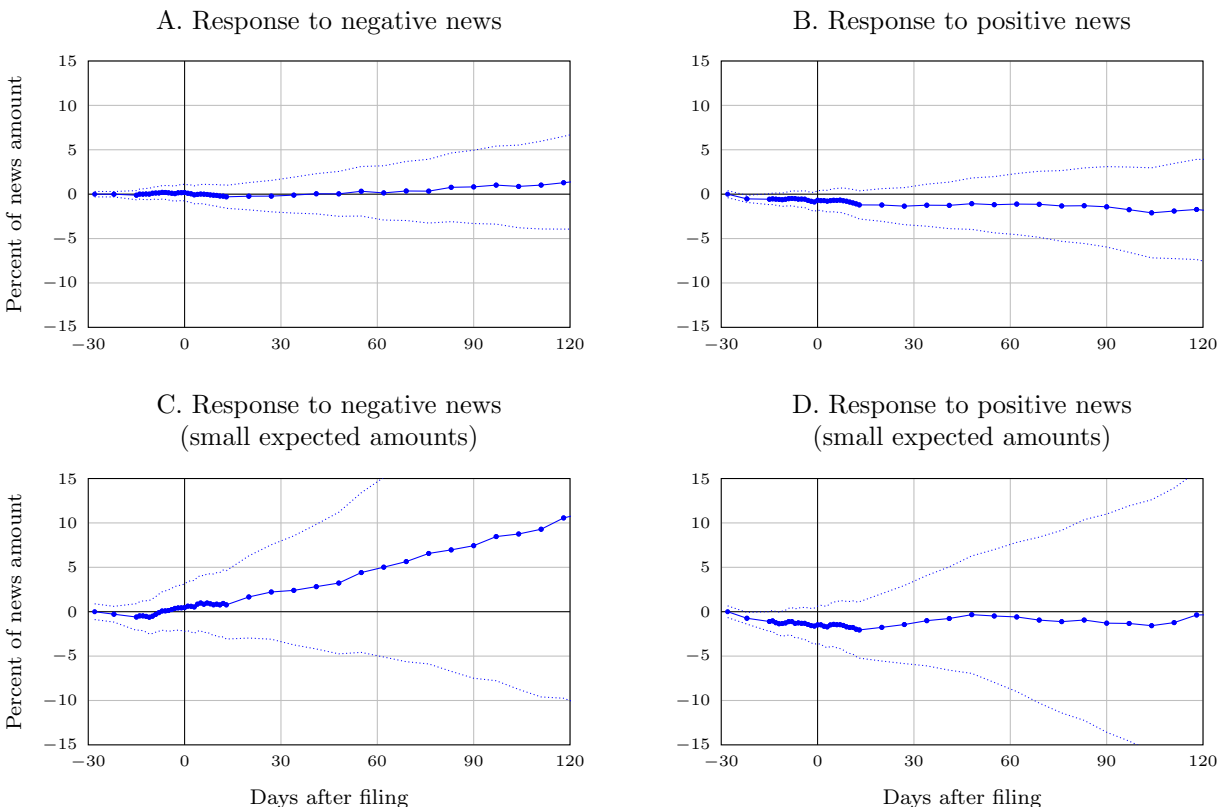 A. Response to negative news
Percent of news amount
15
10
5
0
−5
−10
−15
−30 0 30 60 90 120
B. Response to positive news
15
10
5
0
−5
−10
−15
−30 0 30 60 90 120
C. Response to negative news
(small expected amounts)
Percent of news amount
15
10
5
0
−5
−10
−15
−30 0 30 60 90 120
Days after filing
D. Response to positive news
(small expected amounts)
15
10
5
0
−5
−10
−15
−30 0 30 60 90 120
Days after filing